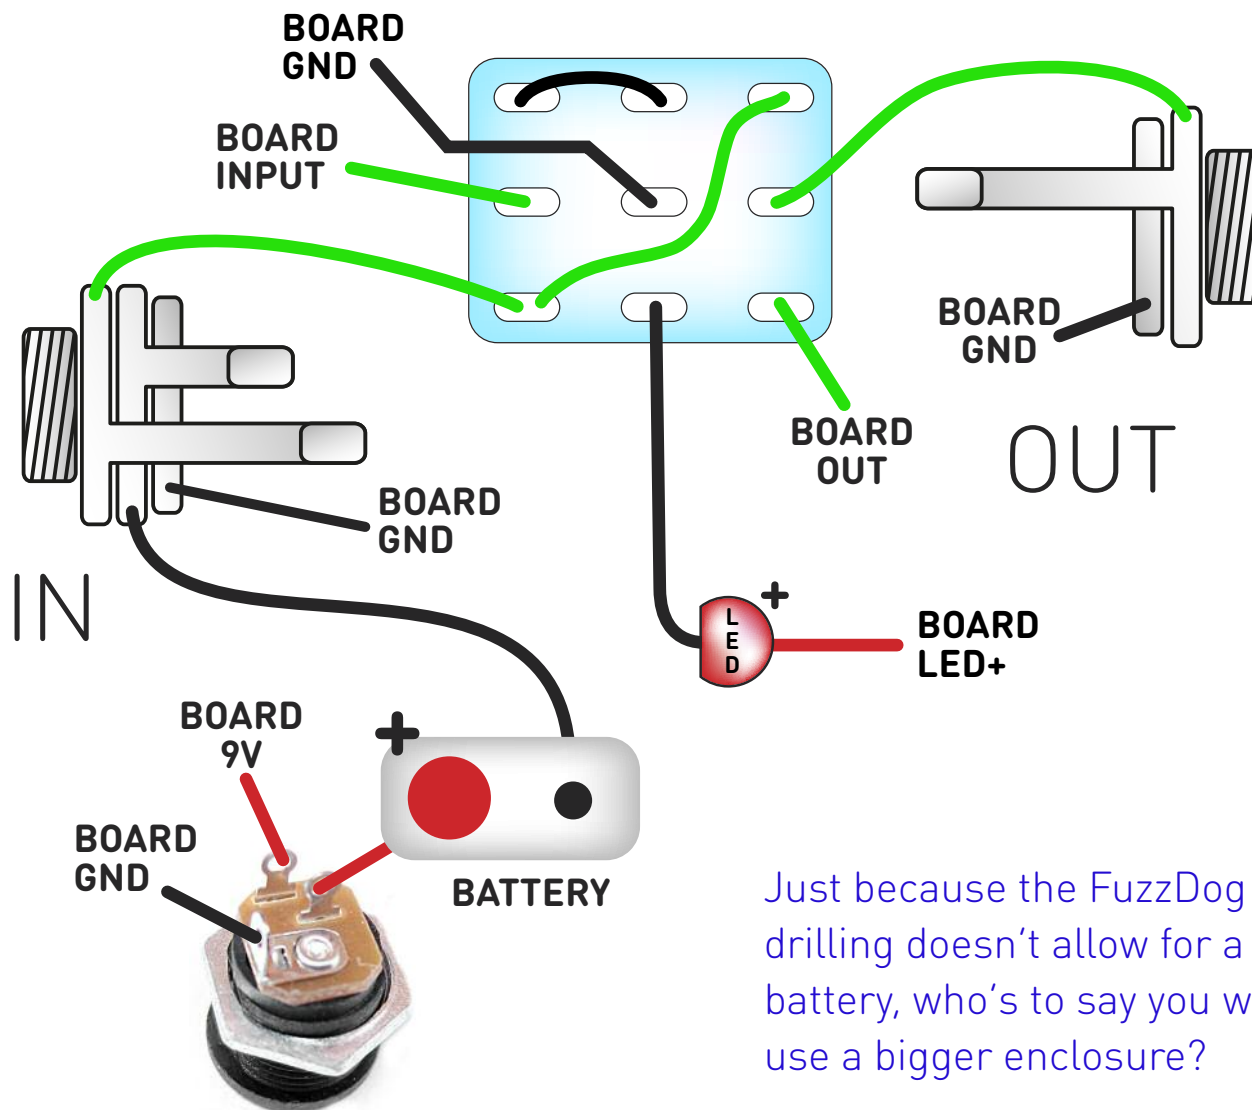 BOARD
GND
BOARD
INPUT
BOARD
GND
BOARD
OUT
OUT
BOARD
GND
IN
L
E
D
+
BOARD
LED+
BOARD
9V
+
BOARD
GND
BATTERY
Just because the FuzzDog
drilling doesn't allow for a
battery, who's to say you w
use a bigger enclosure?